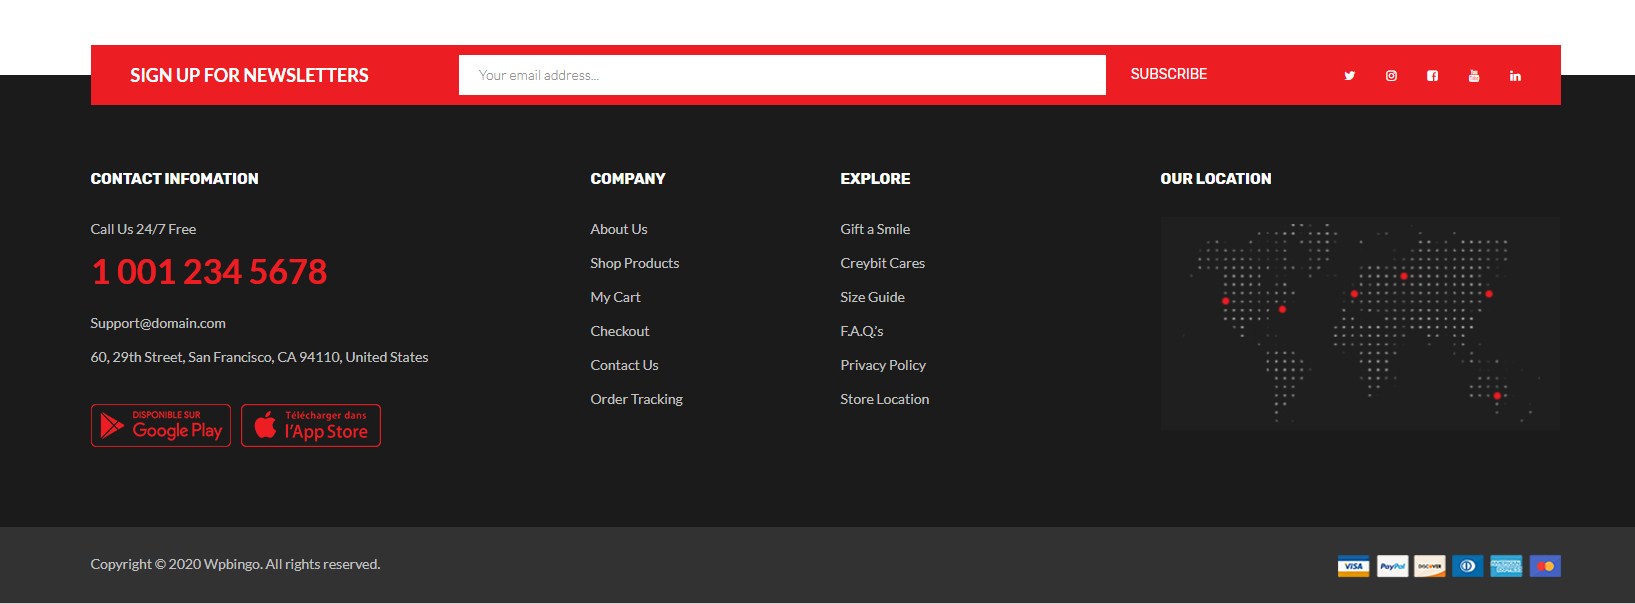 SIGN UP FOR NEWSLETTERS
Your email address...
SUBSCRIBE
CONTACT INFOMATION
Call Us 24/7 Free
1 001 234 5678
Support@domain.com
60, 29th Street, San Francisco, CA 94110, United States
DISPONIBLE SUR
Google Play
Télécharger dans
l'App Store
COMPANY
About Us
Shop Products
My Cart
Checkout
Contact Us
Order Tracking
EXPLORE
Gift a Smile
Creybit Cares
Size Guide
F.A.Q.'s
Privacy Policy
Store Location
OUR LOCATION
Copyright © 2020 Wpbingo. All rights reserved.
VISA
PayPal
DISCOVER
AMERICAN
EXPRESS